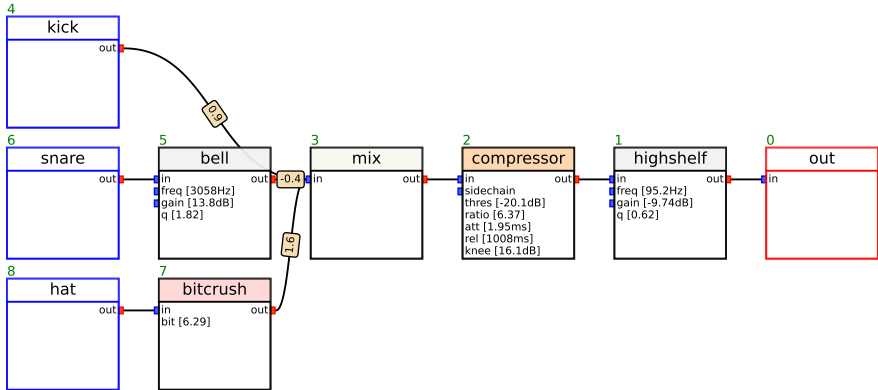 4
kick
out
0.9
6
snare
out
5
bell
in
out
freq [3058Hz]
gain [13.8dB]
q [1.82]
-0.4
3
mix
in
out
2
compressor
in
out
sidechain
thres [-20.1dB]
ratio [6.37]
att [1.95ms]
rel [1008ms]
knee [16.1dB]
1
highshelf
in
out
freq [95.2Hz]
gain [-9.74dB]
q [0.62]
0
out
in
1.6
8
hat
out
7
bitcrush
in
out
bit [6.29]